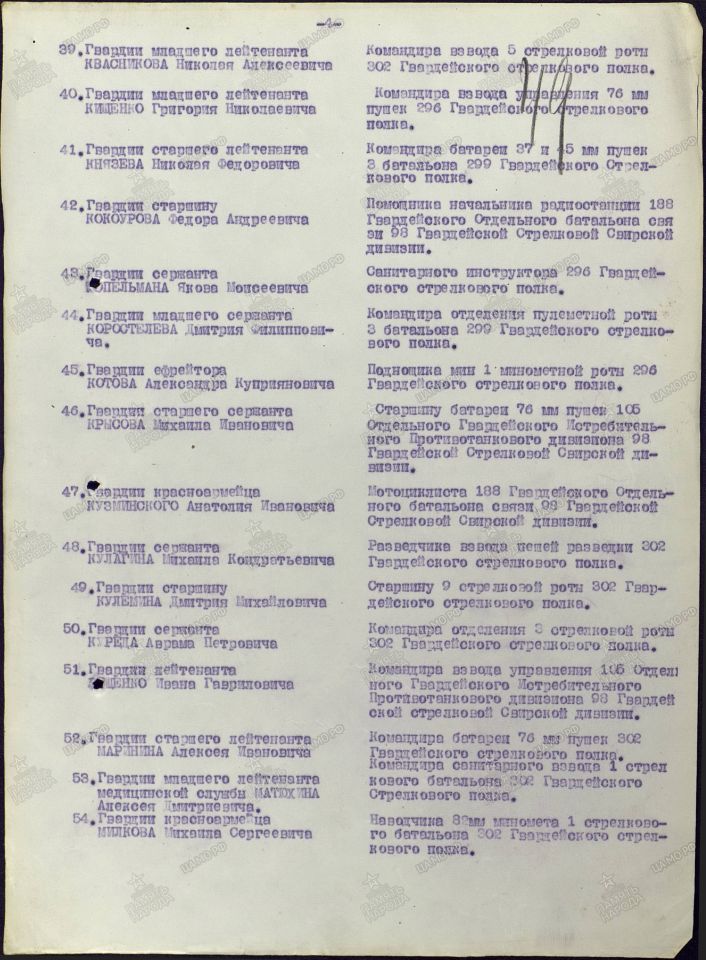 -4-
39.Гвардии младшего лейтенанта
КВАСНИКОВА Николая Алексеевича
Командира взвода 5 стрелковой роты
302 Гвардейского стрелкового полка.
40.Гвардии младшего лейтенанта
КИЩЕНКО Григория Николаевича
Командира взвода управления 76 мм
пушек 296 Гвардейского стрелкового
полка.
41.Гвардии старшего лейтенанта
КНЯЗЕВА Николая Федоровича
Командира батареи 37 и 45 мм пушек
3 батальона 299 Гвардейского Стрел-
кового полка.
42.Гвардии старшину
КОКОУРОВА Федора Андреевича
Помощника начальника радиостанции 188
Гвардейского Отдельного батальона свя
зи 98 Гвардейской Стрелковой Свирской
дивизии.
43.Гвардии сержанта
КОПЕЛЬМАНА Якова Моисеевича
Санитарного инструктора 296 Гвардей-
ского стрелкового полка.
44.Гвардии младшего сержанта
КОРОСТЕЛЕВА Дмитрия Филиппови-
ча.
Командира отделения пулеметной роты
3 батальона 299 Гвардейского стрелко-
вого полка.
45.Гвардии ефрейтора
КОТОВА Александра Куприяновича
Подносчика мин 1 минометной роты 296
Гвардейского стрелкового полка.
46.Гвардии старшего сержанта
КРЫСОВА Михаила Ивановича
Старшину батареи 76 мм пушек 105
Отдельного Гвардейского Истребитель-
ного Противотанкового дивизиона 98
Гвардейской Стрелковой Свирской ди-
визии.
47.Гвардии красноармейца
КУЗМИНСКОГО Анатолия Ивановича
Мотоциклиста 188 Гвардейского Отдель-
ного батальона связи 98 Гвардейской
Стрелковой Свирской дивизии.
48.Гвардии сержанта
КУЛАГИНА Михаила Кондратьевича
Разведчика взвода пешей разведки 302
Гвардейского стрелкового полка.
49.Гвардии старшину
КУЛЕМИНА Дмитрия Михайловича
Старшину 9 стрелковой роты 302 Гвар-
дейского стрелкового полка.
50.Гвардии сержанта
КУРЕДА Аврама Петровича
Командира отделения 3 стрелковой роты
302 Гвардейского стрелкового полка.
51.Гвардии лейтенанта
Ивана Гавриловича
Командира взвода управления 105 Отдел
ного Гвардейского Истребительного
Противотанкового дивизиона 98 Гвардей
ской стрелковой Свирской дивизии.
52.Гвардии старшего лейтенанта
МАРИНИНА Алексея Ивановича
Командира батареи 76 мм пушек 302
Гвардейского стрелкового полка.
53.Гвардии младшего лейтенанта
медицинской службы МАТЮХИНА
Алексея Дмитриевича.
Командира санитарного взвода 1 стрел
кового батальона 302 Гвардейского
Стрелкового полка.
54.Гвардии красноармейца
МИЛКОВА Михаила Сергеевича
Наводчика 82мм миномета 1 стрелково-
го батальона 302 Гвардейского стрел-
кового полка.